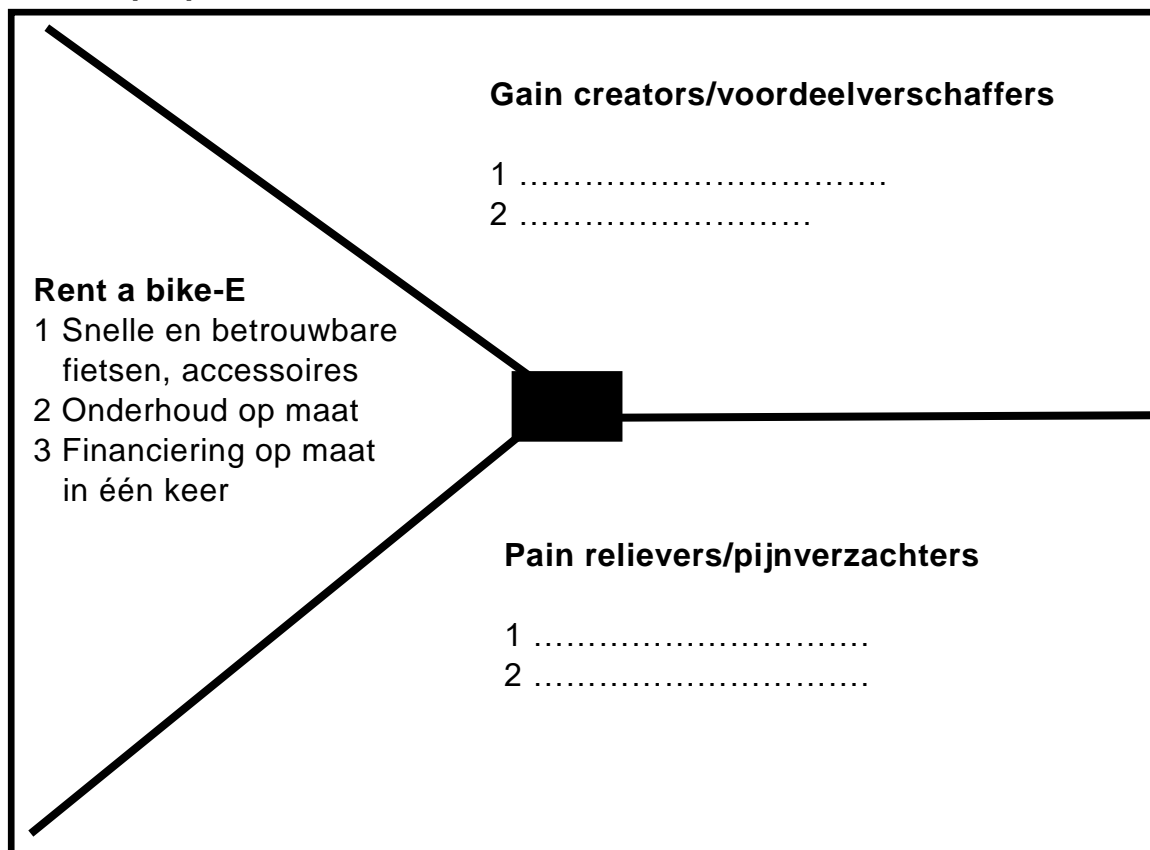 Gain creators/voordeelverschaffers
1 ..................................
2 ...........................
Rent a bike-E
1 Snelle en betrouwbare
fietsen, accessoires
2 Onderhoud op maat
3 Financiering op maat
in één keer
Pain relievers/pijnverzachters
1 ...............................
2 ...............................